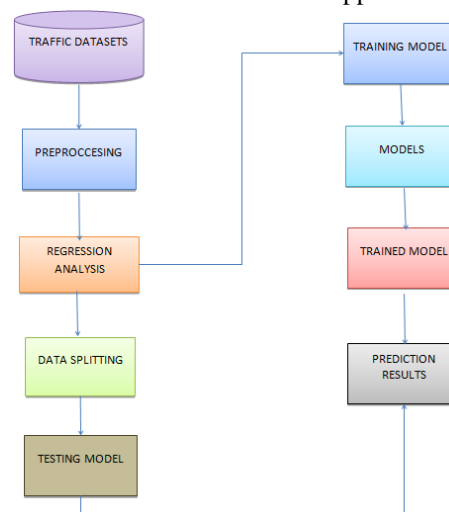 TRAFFIC DATASETS
PREPROCCESING
REGRESSION
ANALYSIS
DATA SPLITTING
TESTING MODEL
TRAINING MODEL
MODELS
TRAINED MODEL
PREDICTION
RESULTS